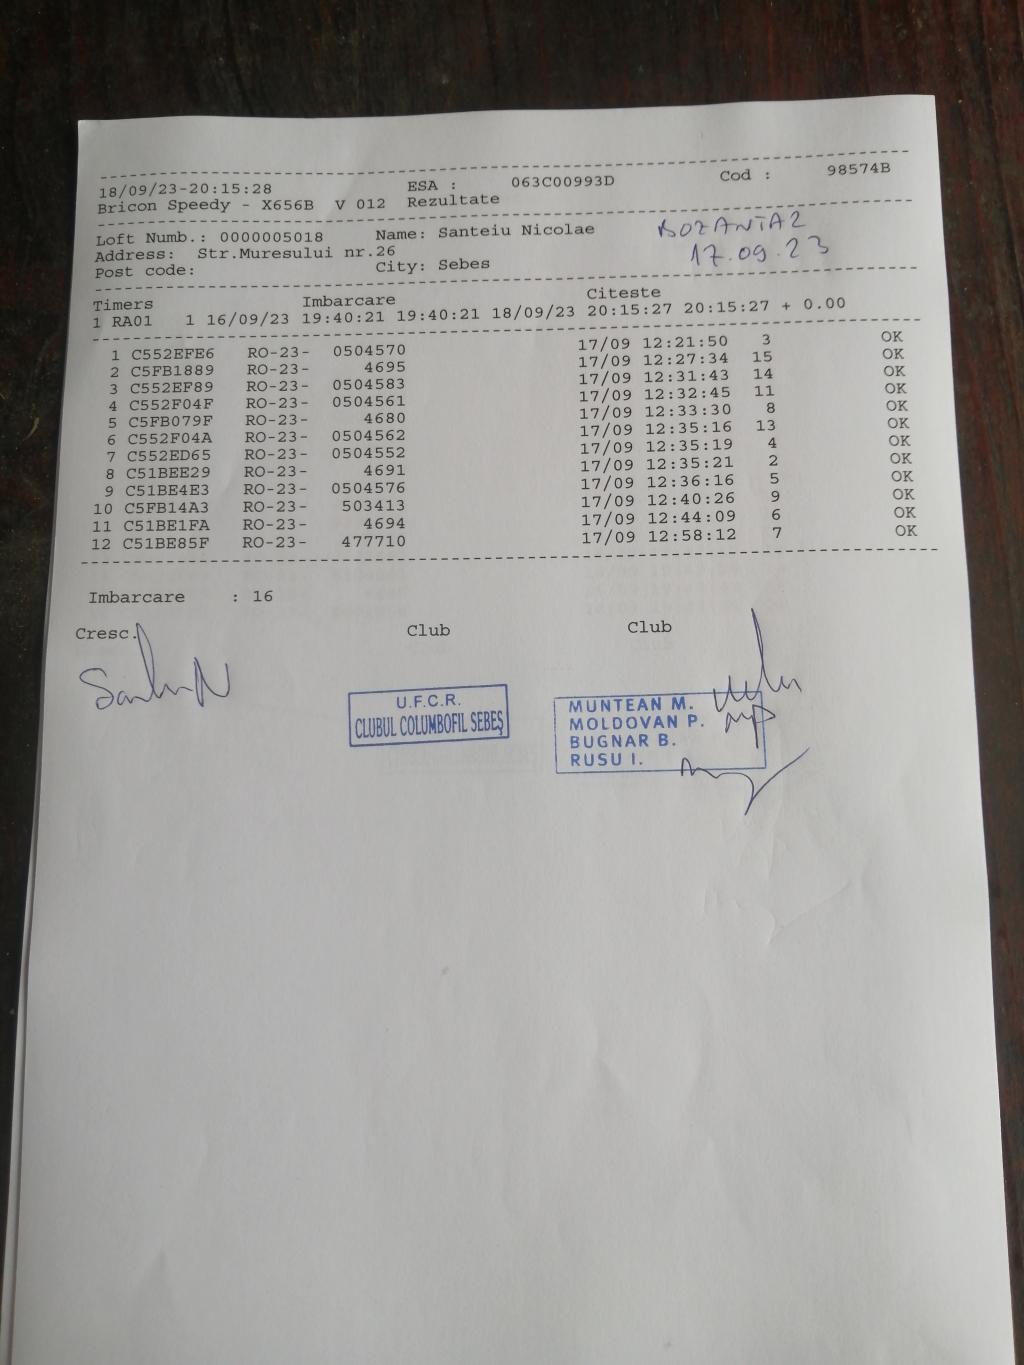 18/09/23-20:15:28 ESA : 063C00993D Cod : 98574B
Bricon Speedy - X656B V 012 Rezultate
Loft Numb.: 0000005018 Name: Santeiu Nicolae
Address: Str.Muresului nr.26
Post code: City: Sebes
17.09.23
Timers Imbarcare Citeste
1 RA01 1 16/09/23 19:40:21 19:40:21 18/09/23 20:15:27 20:15:27 + 0.00
1 C552EFE6 RO-23- 0504570 17/09 12:21:50 3 OK
2 C5FB1889 RO-23- 4695 17/09 12:27:34 15 OK
3 C552EF89 RO-23- 0504583 17/09 12:31:43 14 OK
4 C552F04F RO-23- 0504561 17/09 12:32:45 11 OK
5 C5FB079F RO-23- 4680 17/09 12:33:30 8 OK
6 C552F04A RO-23- 0504562 17/09 12:35:16 13 OK
7 C552ED65 RO-23- 0504552 17/09 12:35:19 4 OK
8 C51BEE29 RO-23- 4691 17/09 12:35:21 2 OK
9 C51BE4E3 RO-23- 0504576 17/09 12:36:16 5 OK
10 C5FB14A3 RO-23- 503413 17/09 12:40:26 9 OK
11 C51BE1FA RO-23- 4694 17/09 12:44:09 6 OK
12 C51BE85F RO-23- 477710 17/09 12:58:12 7 OK
Imbarcare : 16
Cresc. Club Club
U.F.C.R.
CLUBUL COLUMBOFIL SEBEȘ
MUNTEAN M.
MOLDOVAN P.
BUGNAR B.
RUSU I.